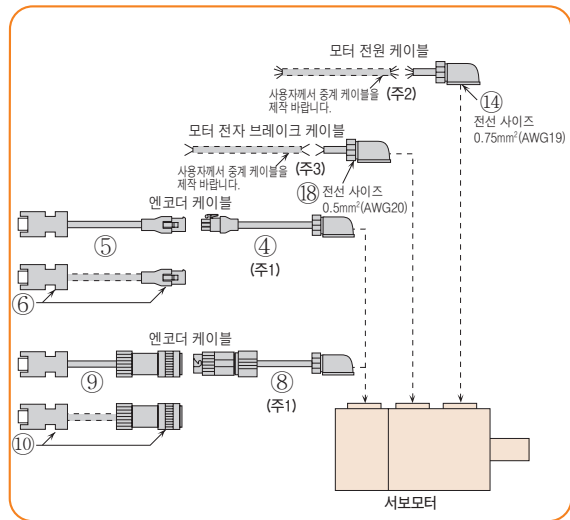 모터 전원 케이블
사용자께서 중계 케이블을 (주2)
제작 바랍니다.
⑭
전선 사이즈
0.75mm²(AWG19)
모터 전자 브레이크 케이블
사용자께서 중계 케이블을 (주3)
제작 바랍니다.
⑱ 전선 사이즈
0.5mm²(AWG20)
엔코더 케이블
⑤
④
(주1)
⑥
엔코더 케이블
⑨
⑧
(주1)
⑩
서보모터